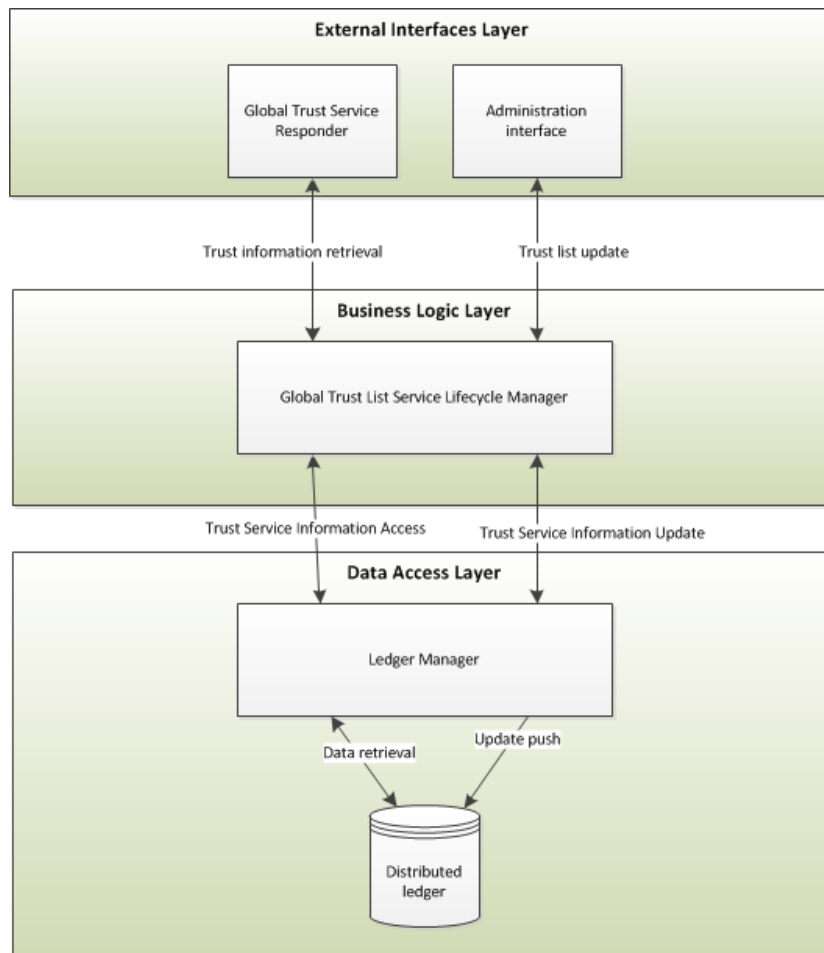 External Interfaces Layer
Global Trust Service
Responder
Administration
interface
Trust information retrieval
Trust list update
Business Logic Layer
Global Trust List Service Lifecycle Manager
Trust Service Information Access
Trust Service Information Update
Data Access Layer
Ledger Manager
Data retrieval
Update push
Distributed
ledger